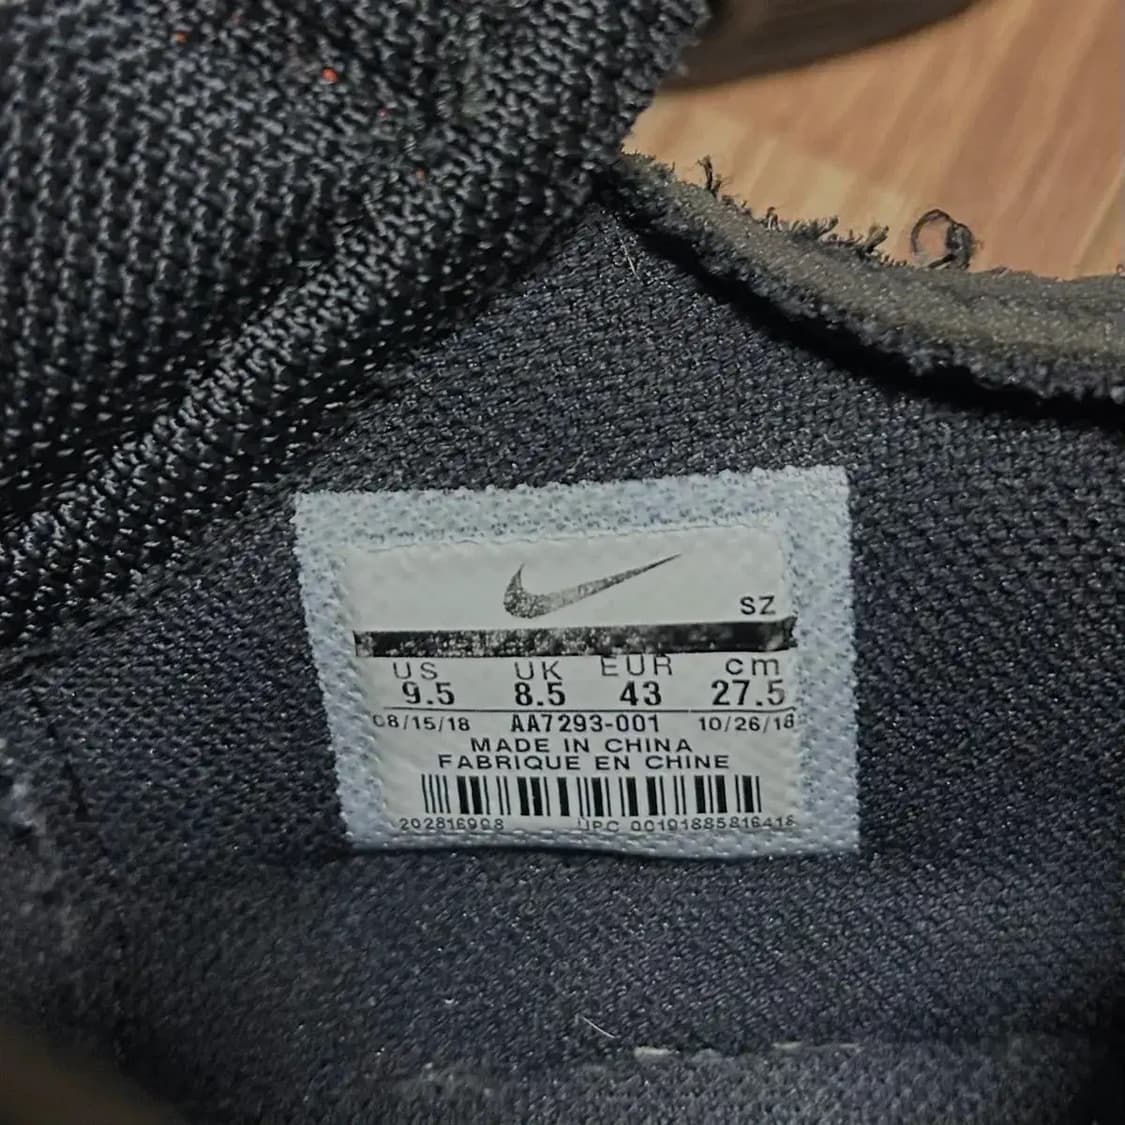 SZ
US UK EUR cm
9.5 8.5 43 27.5
08/15/18 AA7293-001 10/26/18
MADE IN CHINA
FABRIQUE EN CHINE
202816908 UPC 00191885816418